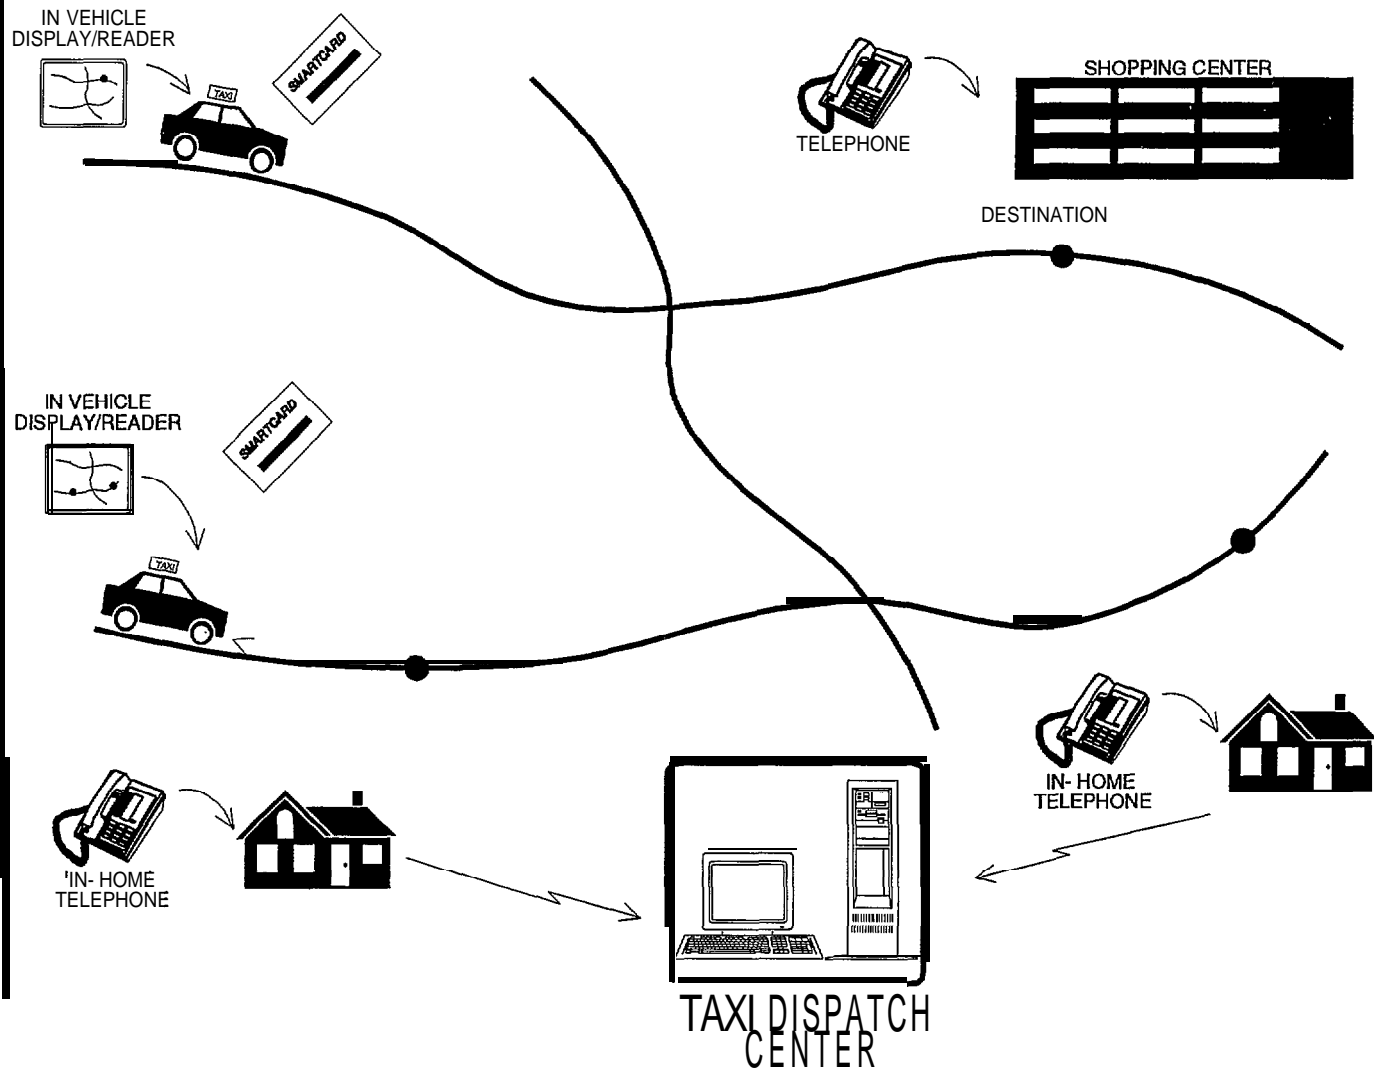 IN VEHICLE
DISPLAY/READER
SMARTCARD
TAXI
TELEPHONE
SHOPPING CENTER
DESTINATION
IN VEHICLE
DISPLAY/READER
SMARTCARD
TAXI
IN- HOME
TELEPHONE
'IN- HOME
TELEPHONE
TAXI DISPATCH
CENTER